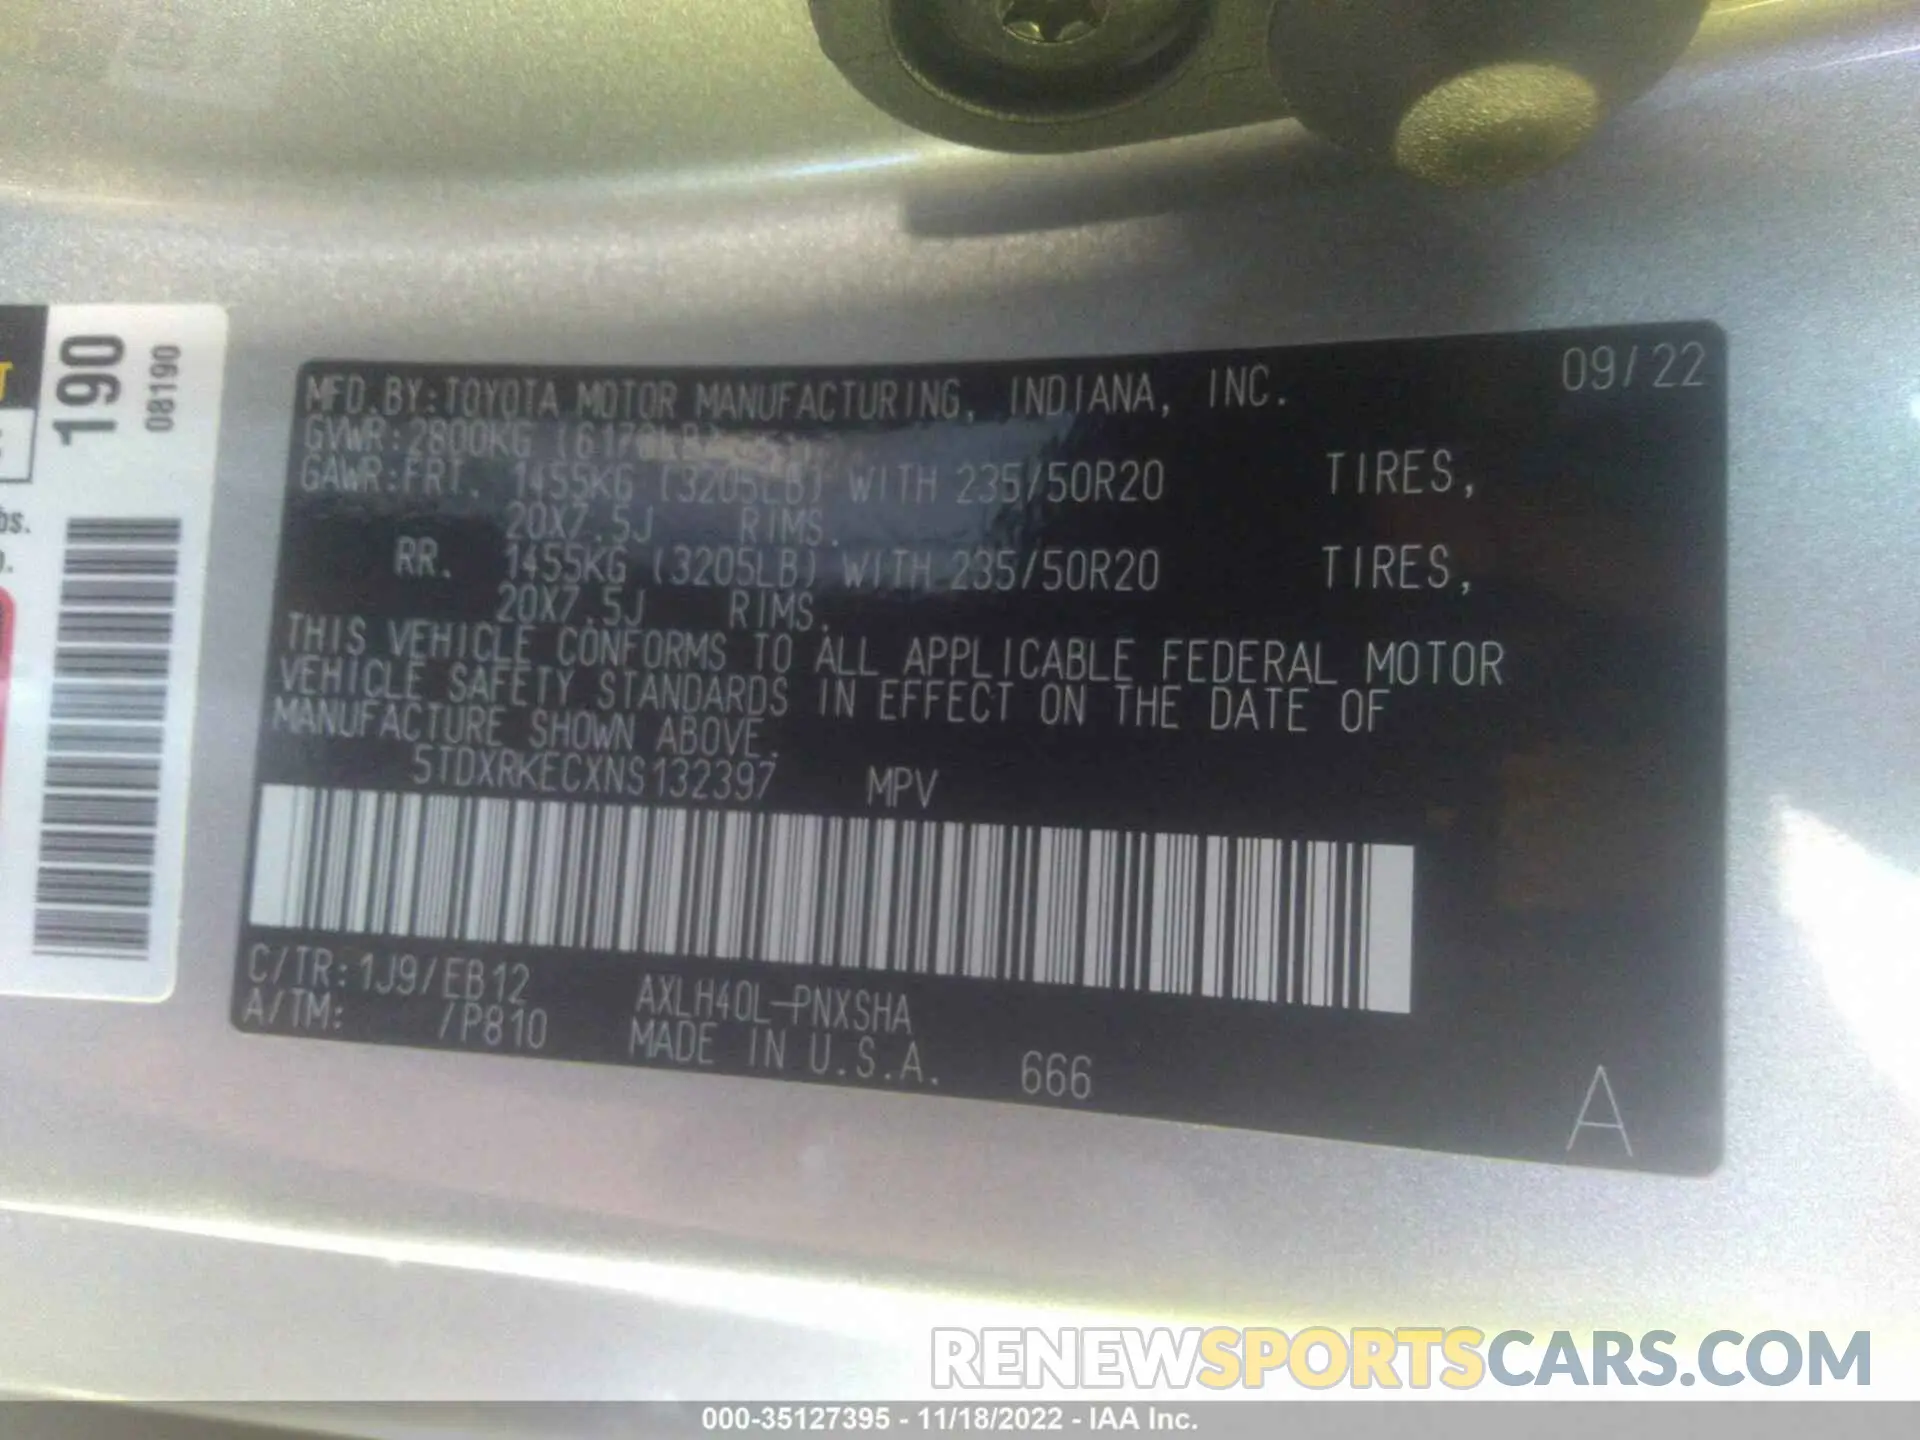 190
08190
bs.
MFD.BY:TOYOTA MOTOR MANUFACTURING, INDIANA, INC. 09/22
GVWR:2800KG (6170LB)
GAWR:FRT. 1455KG (3205LB) WITH 235/50R20 TIRES,
20X7.5J RIMS.
RR. 1455KG (3205LB) WITH 235/50R20 TIRES,
20X7.5J RIMS.
THIS VEHICLE CONFORMS TO ALL APPLICABLE FEDERAL MOTOR
VEHICLE SAFETY STANDARDS IN EFFECT ON THE DATE OF
MANUFACTURE SHOWN ABOVE.
5TDXRKECXNS132397 MPV
C/TR:1J9/EB12 AXLH40L-PNXSHA
A/TM: /P810 MADE IN U.S.A. 666
A
RENEWSPORTSCARS.COM
000-35127395 - 11/18/2022 - IAA Inc.